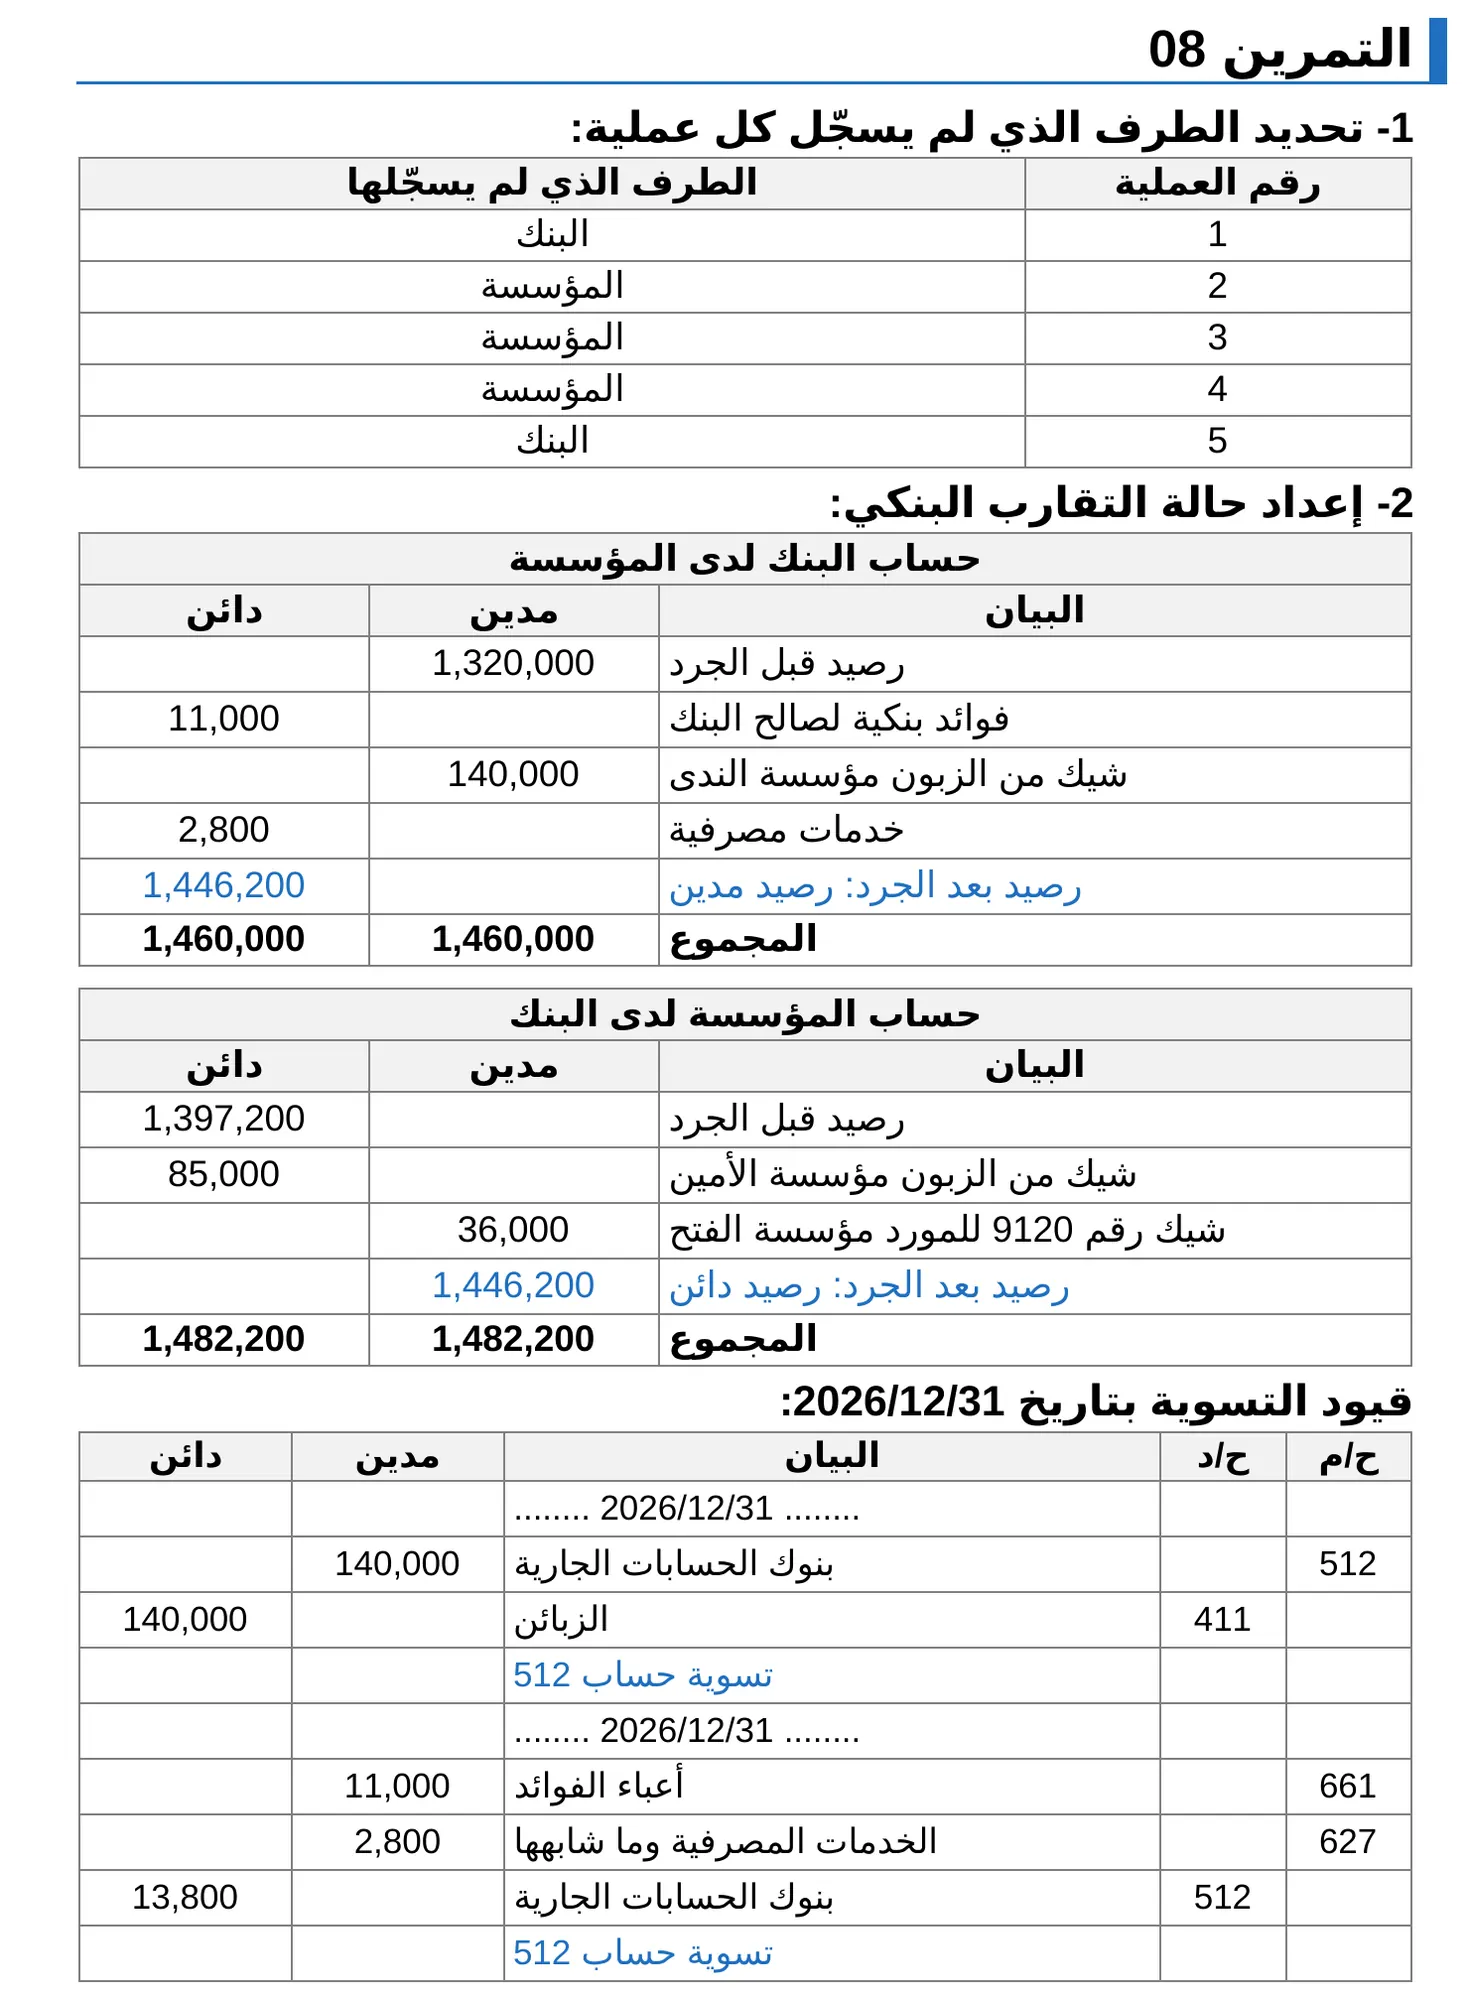 التمرين 08
1- تحديد الطرف الذي لم يسجّل كل عملية:
رقم العملية الطرف الذي لم يسجّلها
1 البنك
2 المؤسسة
3 المؤسسة
4 المؤسسة
5 البنك
2- إعداد حالة التقارب البنكي:
حساب البنك لدى المؤسسة
البيان مدين دائن
رصيد قبل الجرد 1,320,000
فوائد بنكية لصالح البنك 11,000
شيك من الزبون مؤسسة الندى 140,000
خدمات مصرفية 2,800
رصيد بعد الجرد: رصيد مدين 1,446,200
المجموع 1,460,000 1,460,000
حساب المؤسسة لدى البنك
البيان مدين دائن
رصيد قبل الجرد 1,397,200
شيك من الزبون مؤسسة الأمين 85,000
شيك رقم 9120 للمورد مؤسسة الفتح 36,000
رصيد بعد الجرد: رصيد دائن 1,446,200
المجموع 1,482,200 1,482,200
قيود التسوية بتاريخ 2026/12/31:
ح/م ح/د البيان مدين دائن
........ 2026/12/31 ........
512 بنوك الحسابات الجارية 140,000
411 الزبائن 140,000
تسوية حساب 512
........ 2026/12/31 ........
661 أعباء الفوائد 11,000
627 الخدمات المصرفية وما شابهها 2,800
512 بنوك الحسابات الجارية 13,800
تسوية حساب 512